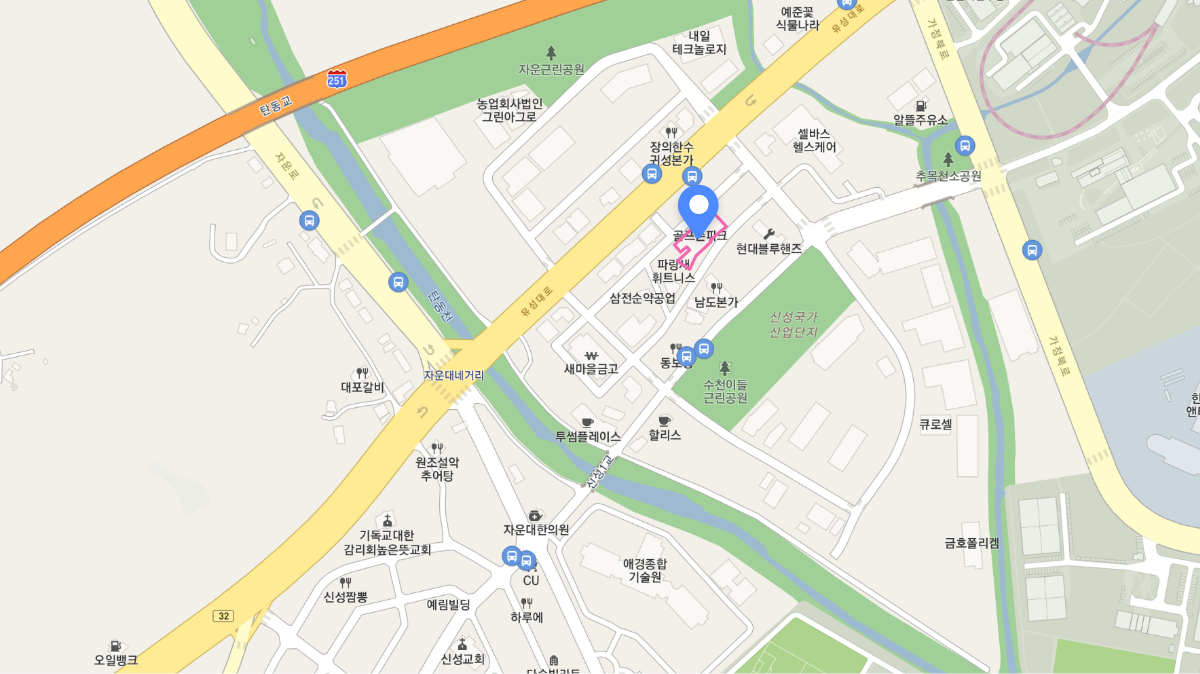 예준꽃
식물나라
유성대로
가정북로
내일
테크놀로지
자운근린공원
251
탄동교
농업회사법인
그린아그로
알뜰주유소
장의한수
귀성본가
셀바스
헬스케어
자운로
추목천소공원
현대블루핸즈
휘트니스
삼전순약공업
남도본가
탄동천
유성대로
신성국가
산업단지
가정북로
새마을금고
자운대네거리
대포갈비
수천이들
근린공원
투썸플레이스
할리스
큐로셀
원조설악
추어탕
신성1교
자운대한의원
기독교대한
감리회높은뜻교회
금호폴리켐
애경종합
기술원
CU
신성짬뽕
예림빌딩
하루에
32
오일뱅크
신성교회